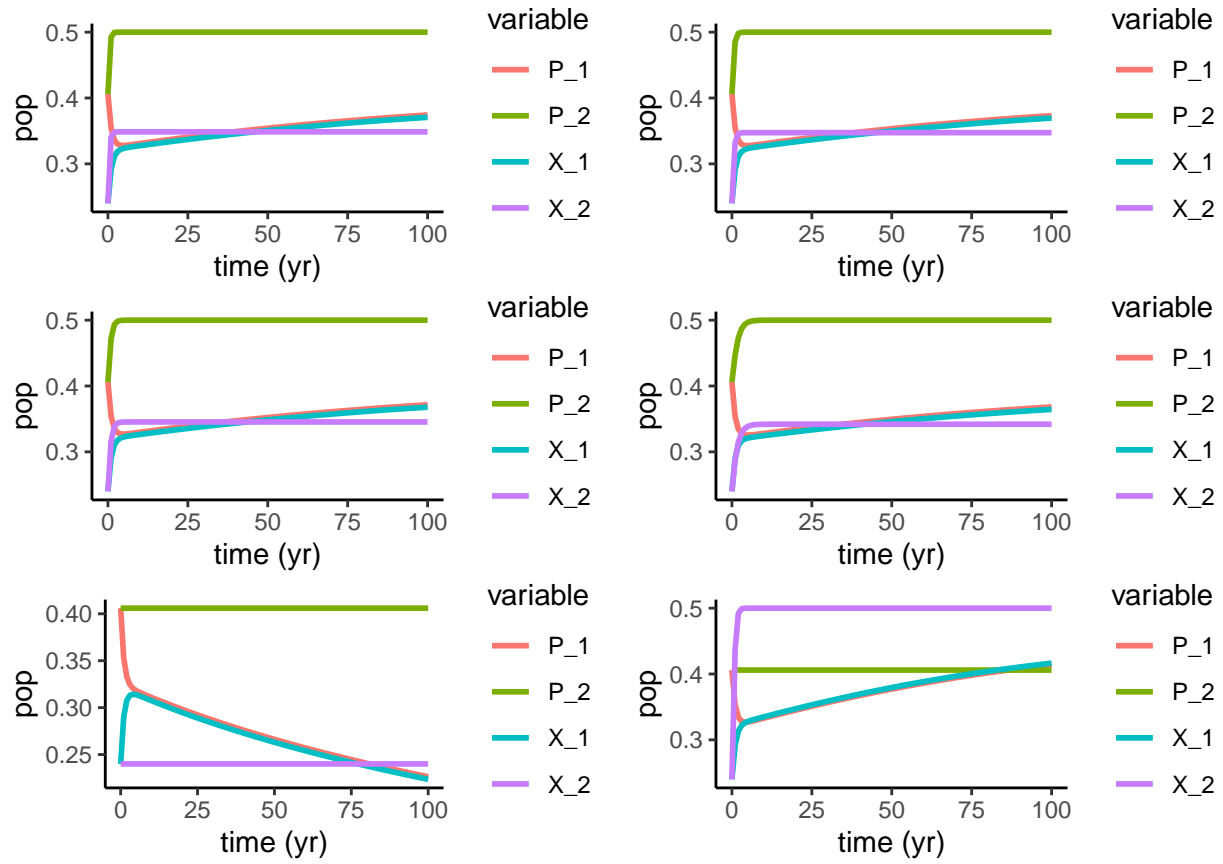 variable
0.5
P_1
0.4
P_2
pop
X_1
0.3
X_2
0 25 50 75 100
time (yr)
variable
0.5
P_1
0.4
P_2
pop
X_1
0.3
X_2
0 25 50 75 100
time (yr)
variable
0.5
P_1
0.4
P_2
pop
X_1
0.3
X_2
0 25 50 75 100
time (yr)
variable
0.5
P_1
0.4
P_2
pop
X_1
0.3
X_2
0 25 50 75 100
time (yr)
variable
0.40
P_1
0.35
P_2
pop
0.30
X_1
0.25
X_2
0 25 50 75 100
time (yr)
variable
0.5
P_1
0.4
P_2
pop
X_1
0.3
X_2
0 25 50 75 100
time (yr)